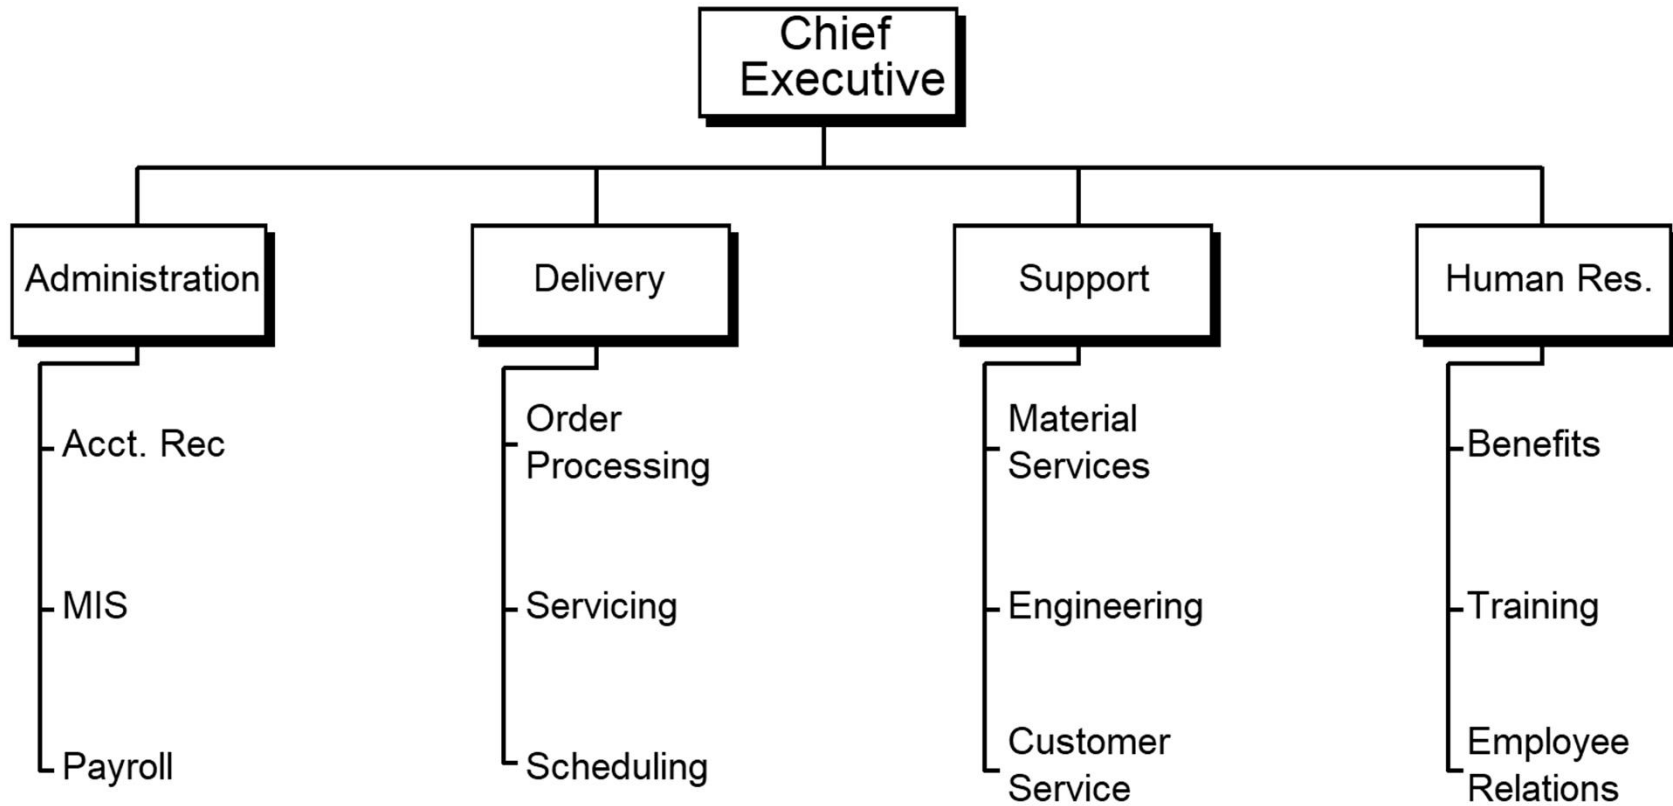 Chief
Executive
Administration
Delivery
Support
Human Res.
Acct. Rec
MIS
Payroll
Order
Processing
Servicing
Scheduling
Material
Services
Engineering
Customer
Service
Benefits
Training
Employee
Relations